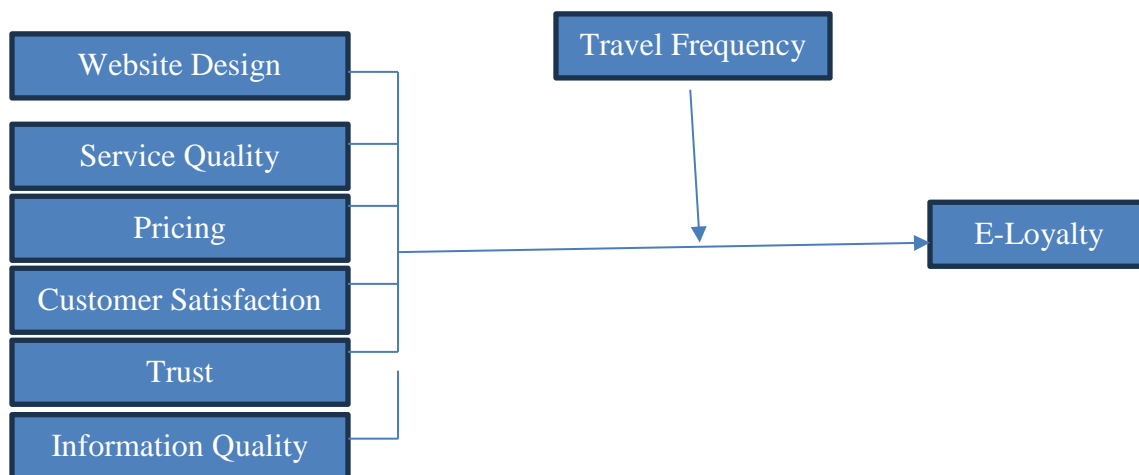 Website Design
Service Quality
Pricing
Customer Satisfaction
Trust
Information Quality
Travel Frequency
E-Loyalty